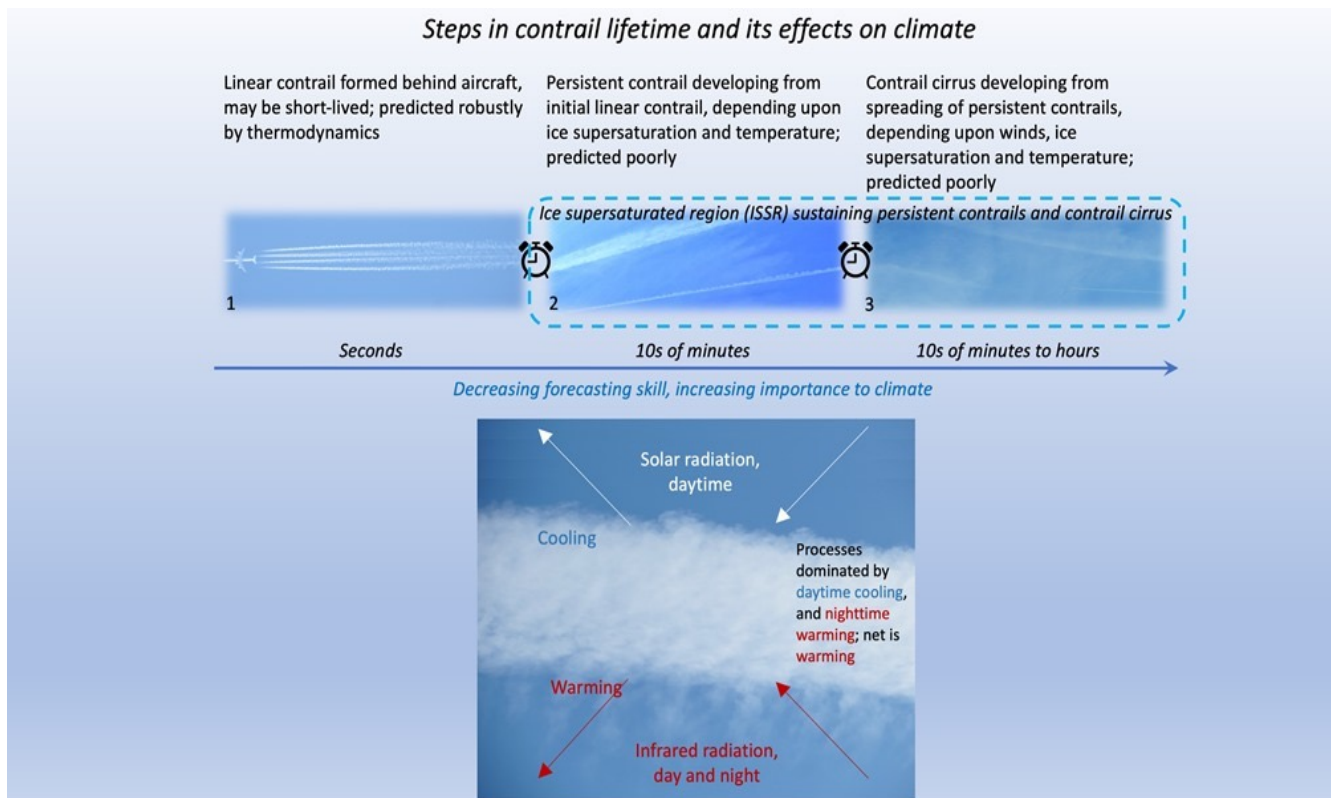 Steps in contrail lifetime and its effects on climate
Linear contrail formed behind aircraft,
may be short-lived; predicted robustly
by thermodynamics
Persistent contrail developing from
initial linear contrail, depending upon
ice supersaturation and temperature;
predicted poorly
Contrail cirrus developing from
spreading of persistent contrails,
depending upon winds, ice
supersaturation and temperature;
predicted poorly
Ice supersaturated region (ISSR) sustaining persistent contrails and contrail cirrus
1
2
3
Seconds
10s of minutes
10s of minutes to hours
Decreasing forecasting skill, increasing importance to climate
Solar radiation,
daytime
Cooling
Processes
dominated by
daytime cooling,
and nighttime
warming; net is
warming
Warming
Infrared radiation,
day and night